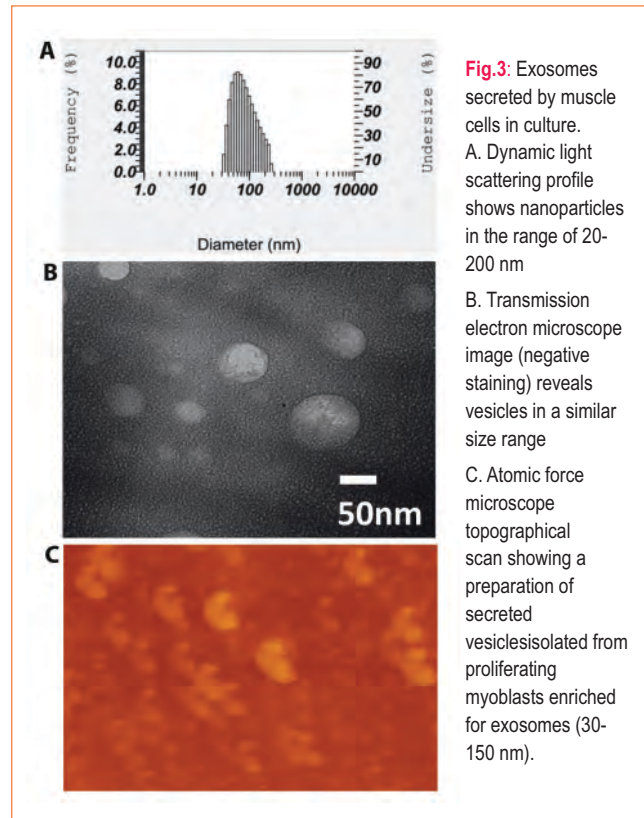 A
Frequency (%)
10.0
8.0
6.0
4.0
2.0
0.0
90
70
50
30
10
Undersize (%)
1.0 10 100 1000 10000
Diameter (nm)
B
50nm
C
Fig.3: Exosomes
secreted by muscle
cells in culture.
A. Dynamic light
scattering profile
shows nanoparticles
in the range of 20-
200 nm
B. Transmission
electron microscope
image (negative
staining) reveals
vesicles in a similar
size range
C. Atomic force
microscope
topographical
scan showing a
preparation of
secreted
vesiclesisolated from
proliferating
myoblasts enriched
for exosomes (30-
150 nm).